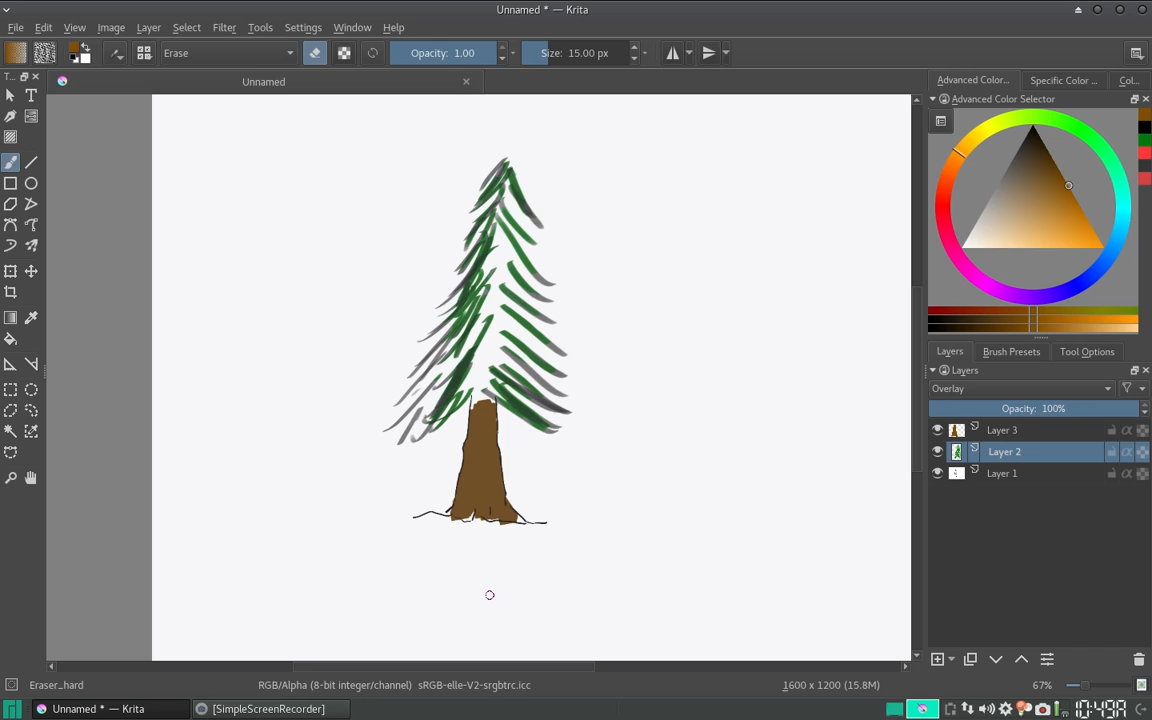 Unnamed * — Krita
File Edit View Image Layer Select Filter Tools Settings Window Help
Erase Opacity: 1.00 Size: 15.00 px
T... Unnamed Advanced Color... Specific Color ... Col...
Advanced Color Selector
Layers Brush Presets Tool Options
Layers
Overlay
Opacity: 100%
Layer 3
Layer 2
Layer 1
Eraser_hard RGB/Alpha (8-bit integer/channel) sRGB-elle-V2-srgbtrc.icc 1600 x 1200 (15.8M) 67%
Unnamed * — Krita [SimpleScreenRecorder]